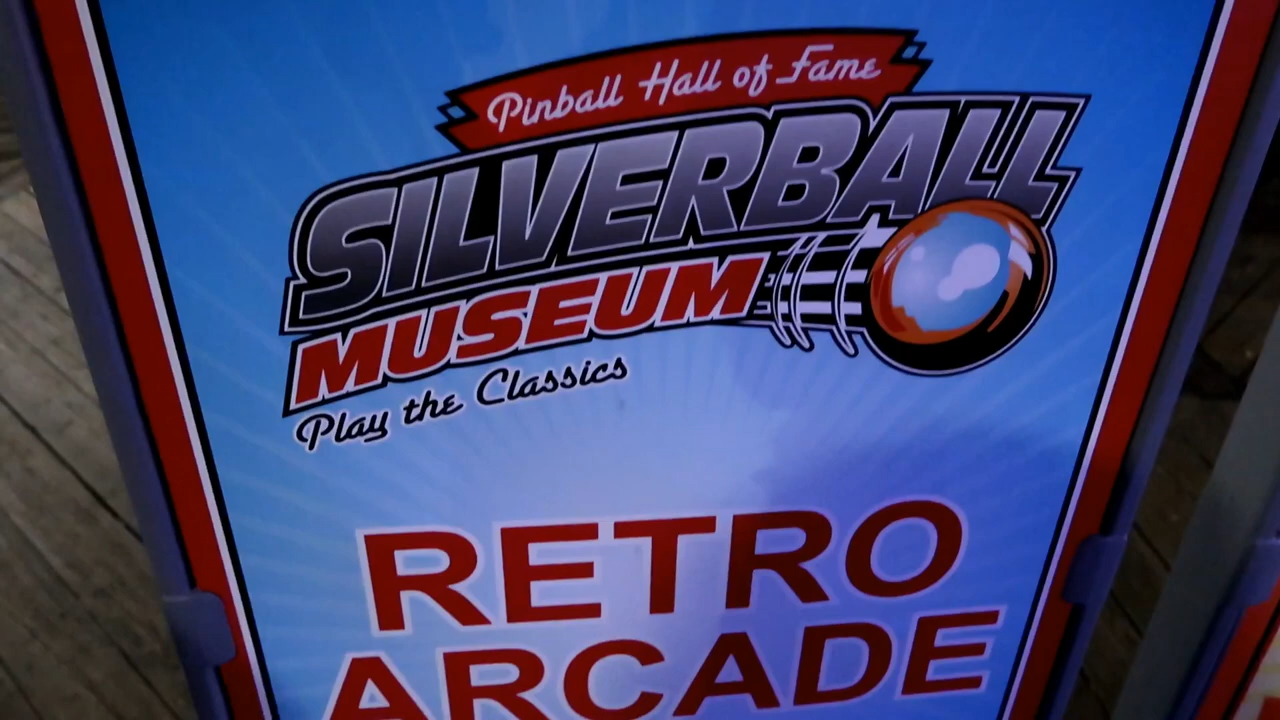 Pinball Hall of Fame
SILVERBALL
MUSEUM
Play the Classics
RETRO
ARCADE